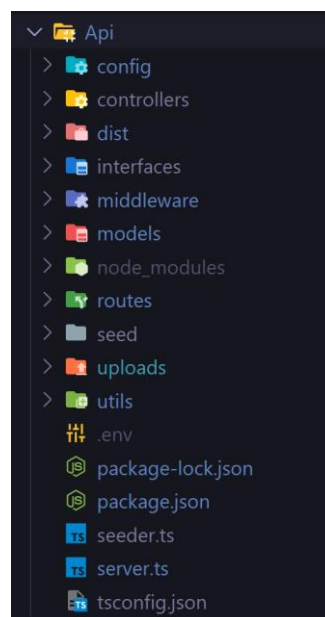 Api
config
controllers
dist
interfaces
middleware
models
node_modules
routes
seed
uploads
utils
.env
package-lock.json
package.json
seeder.ts
server.ts
tsconfig.json